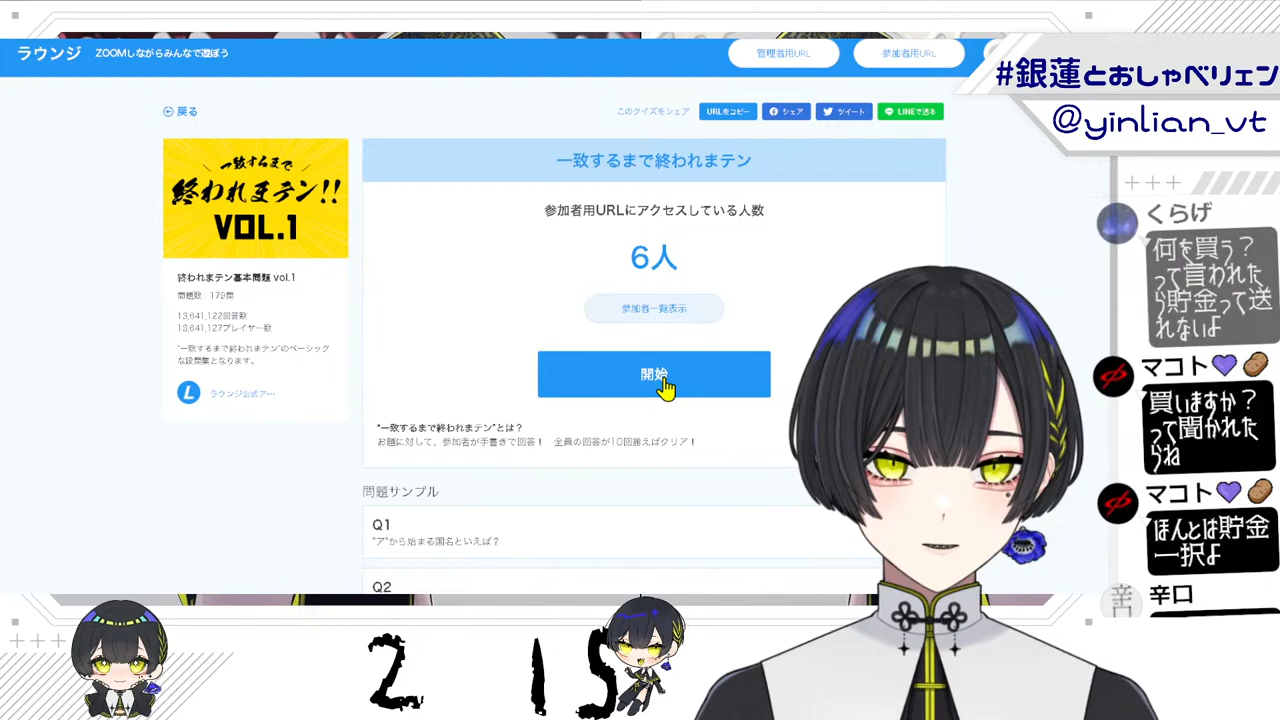 ラウンジ ZOOMしながらみんなで遊ぼう
管理者用URL
参加者用URL
#銀蓮とおしゃべりェン
@yinlian_vt
戻る
このクイズをシェア
URLをコピー
シェア
ツイート
LINEで送る
一致するまで
終われまテン!!
VOL.1
終われまテン基本問題 vol.1
問題数:179問
13,641,122回答数
13,641,127プレイヤー数
"一致するまで終われまテン"のベーシック
な設問集となります。
L
ラウンジ公式ア…
一致するまで終われまテン
参加者用URLにアクセスしている人数
6人
参加者一覧表示
開始
"一致するまで終われまテン"とは?
お題に対して、参加者が手書きで回答! 全員の回答が10回揃えばクリア!
問題サンプル
Q1
"ア"から始まる国名といえば?
Q2
くらげ
何を買う?
って言われた
ら貯金って送
れないよ
マコト💜🥔
買いますか?
って聞かれた
らね
マコト💜🥔
ほんとは貯金
一択よ
辛口
辛口
2 15